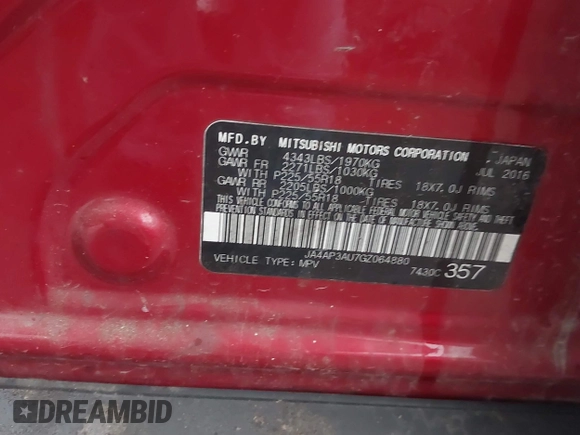 MFD.BY MITSUBISHI MOTORS CORPORATION JAPAN
GVWR 4343LBS/1970KG JUL 2016
GAWR FR 2271LBS/1030KG
WITH P225/55R18 TIRES 18X7.0J RIMS
GAWR RR 2205LBS/1000KG
WITH P225/55R18 TIRES 18X7.0J RIMS
THIS VEHICLE CONFORMS TO ALL APPLICABLE FEDERAL MOTOR VEHICLE SAFETY AND THEFT
PREVENTION STANDARDS IN EFFECT ON THE DATE OF MANUFACTURE SHOWN ABOVE.
JA4AP3AU7GZ064880
VEHICLE TYPE: MPV 7430C 357
DREAMBID